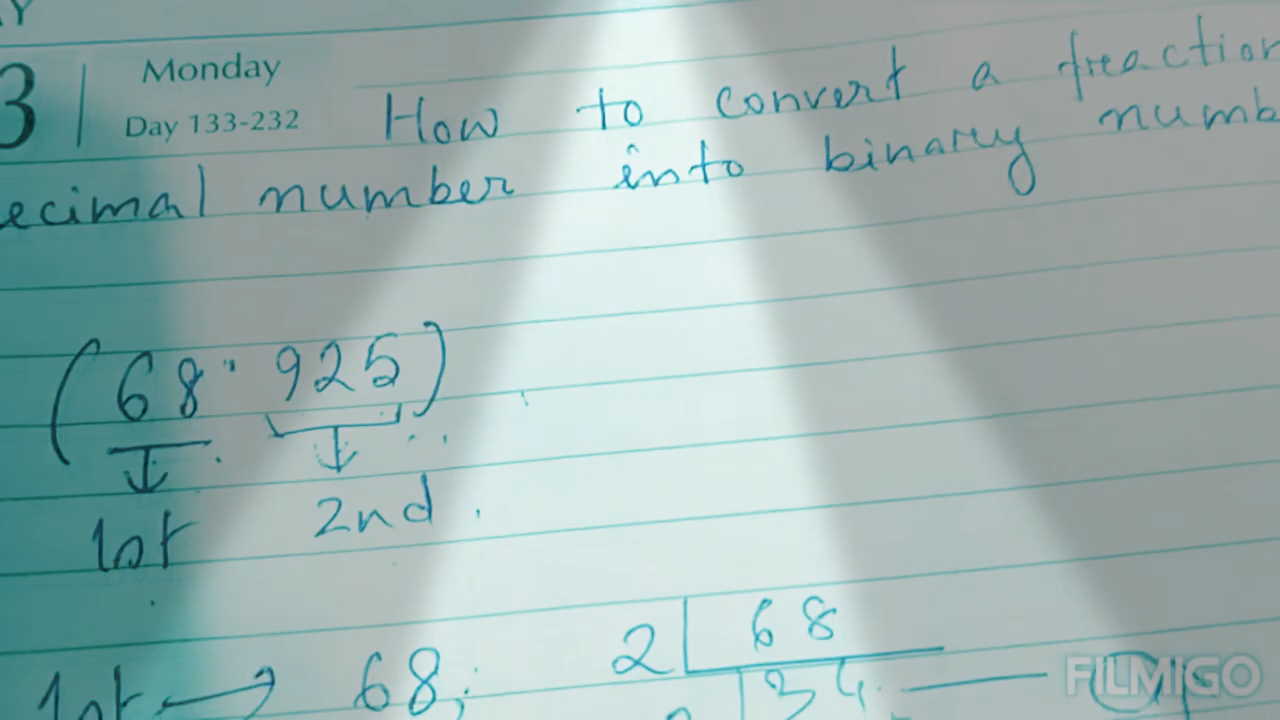 3 Monday
Day 133-232
How to convert a fraction
ecimal number into binary numb
(68.925)
1st 2nd.
1st → 68; 2 68
34
FILMIGO